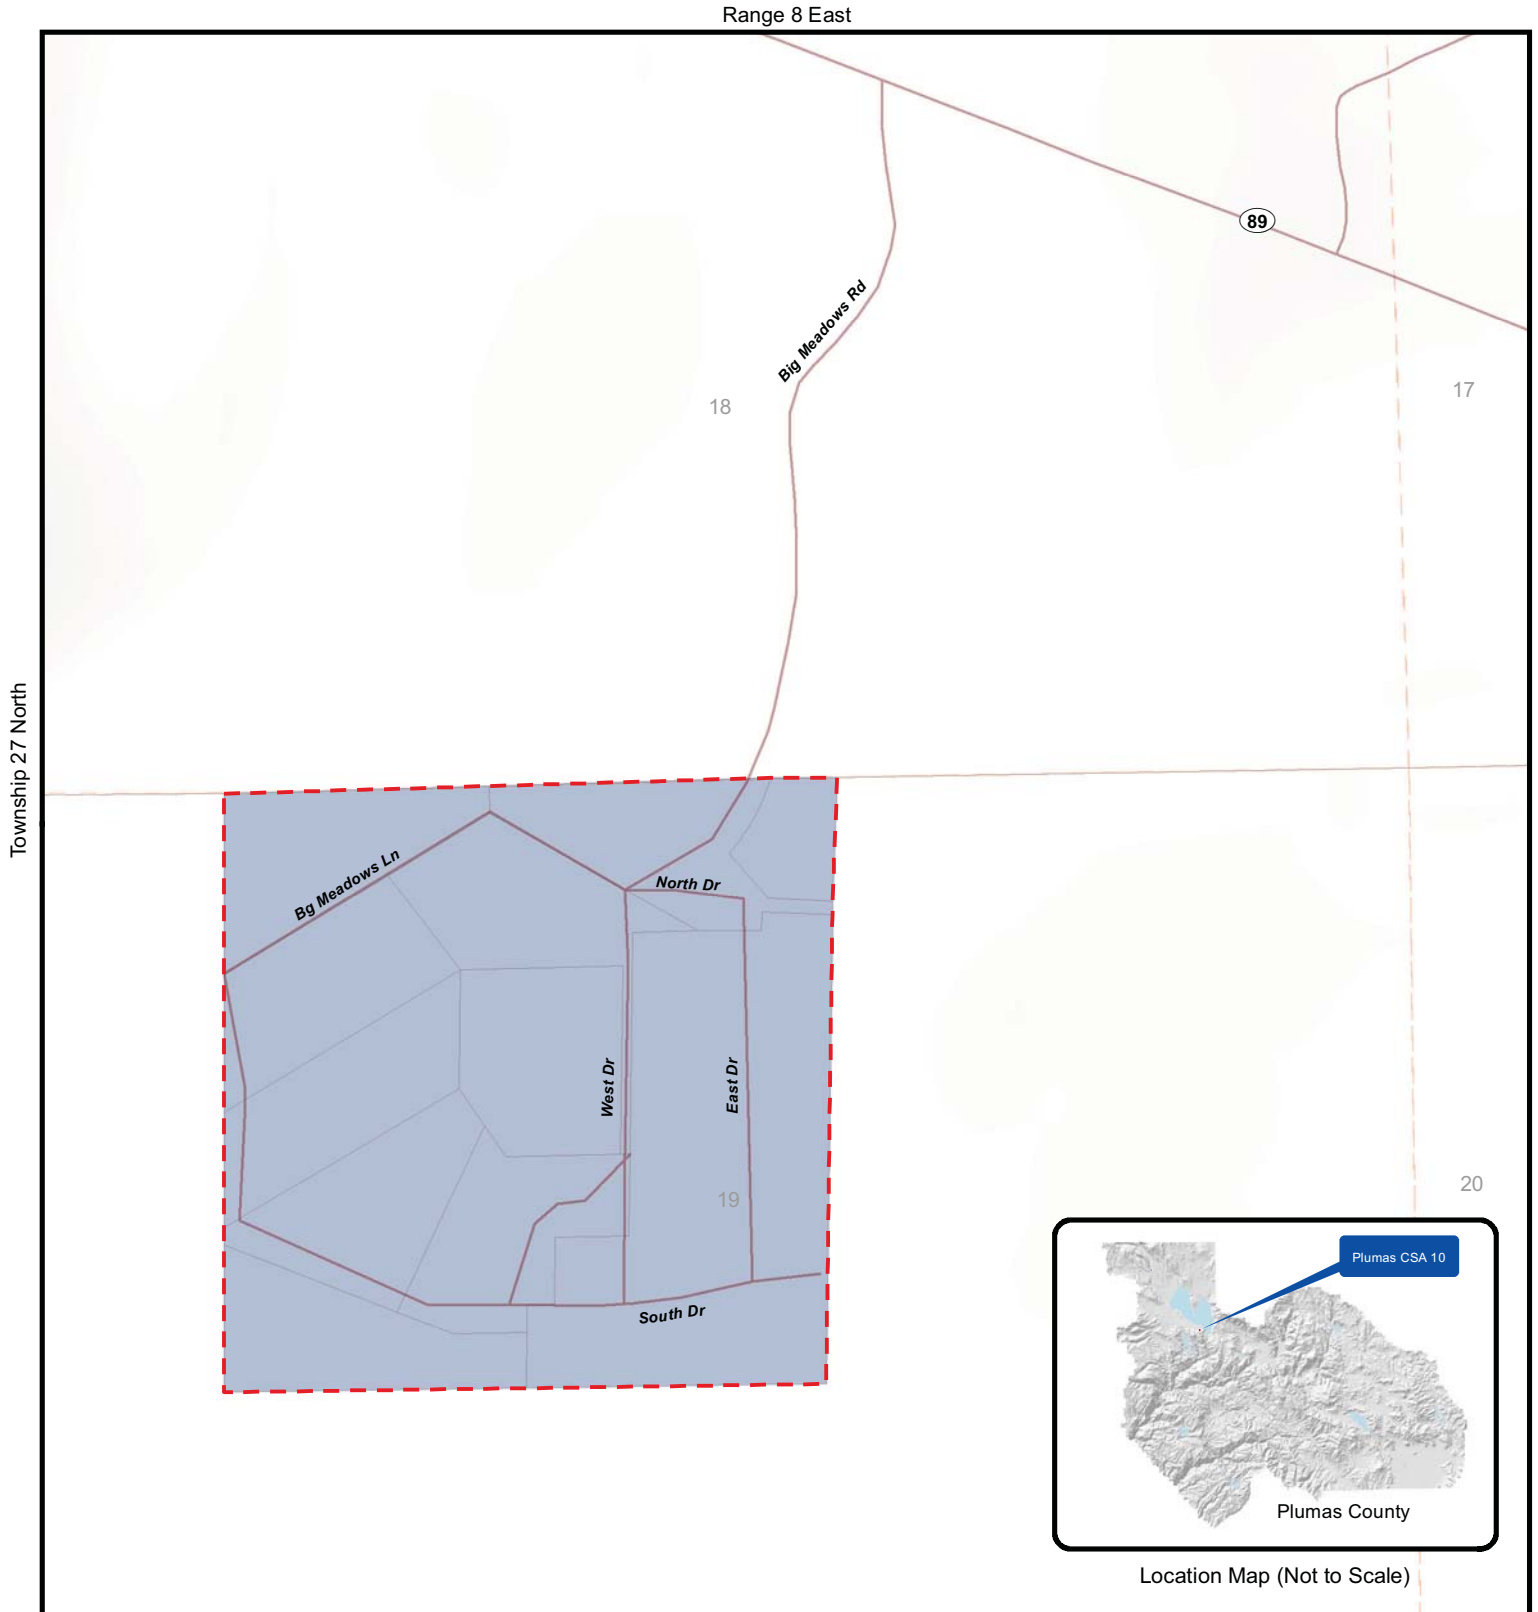 Range 8 East
89
Big Meadows Rd
17
18
Township 27 North
Bg Meadows Ln
North Dr
West Dr
East Dr
19
20
South Dr
Plumas CSA 10
Plumas County
Location Map (Not to Scale)